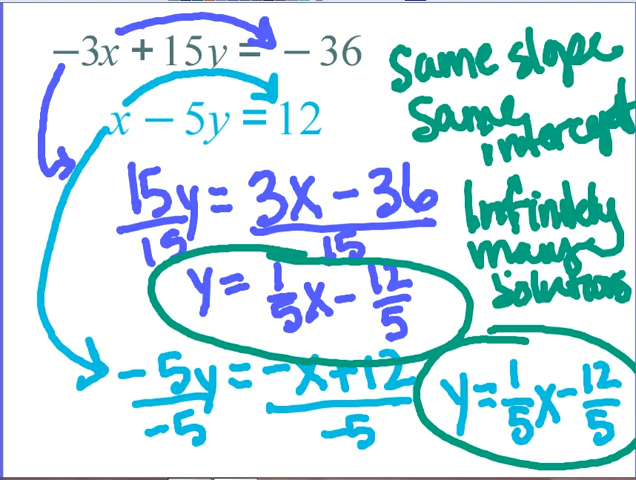 −3x + 15y = − 36
x − 5y = 12
Same slope
Same intercept
Infinitely many solutions
15y = 3x − 36
15 15
y = 1/5x − 12/5
−5y = −x + 12
−5 −5
y = 1/5x − 12/5